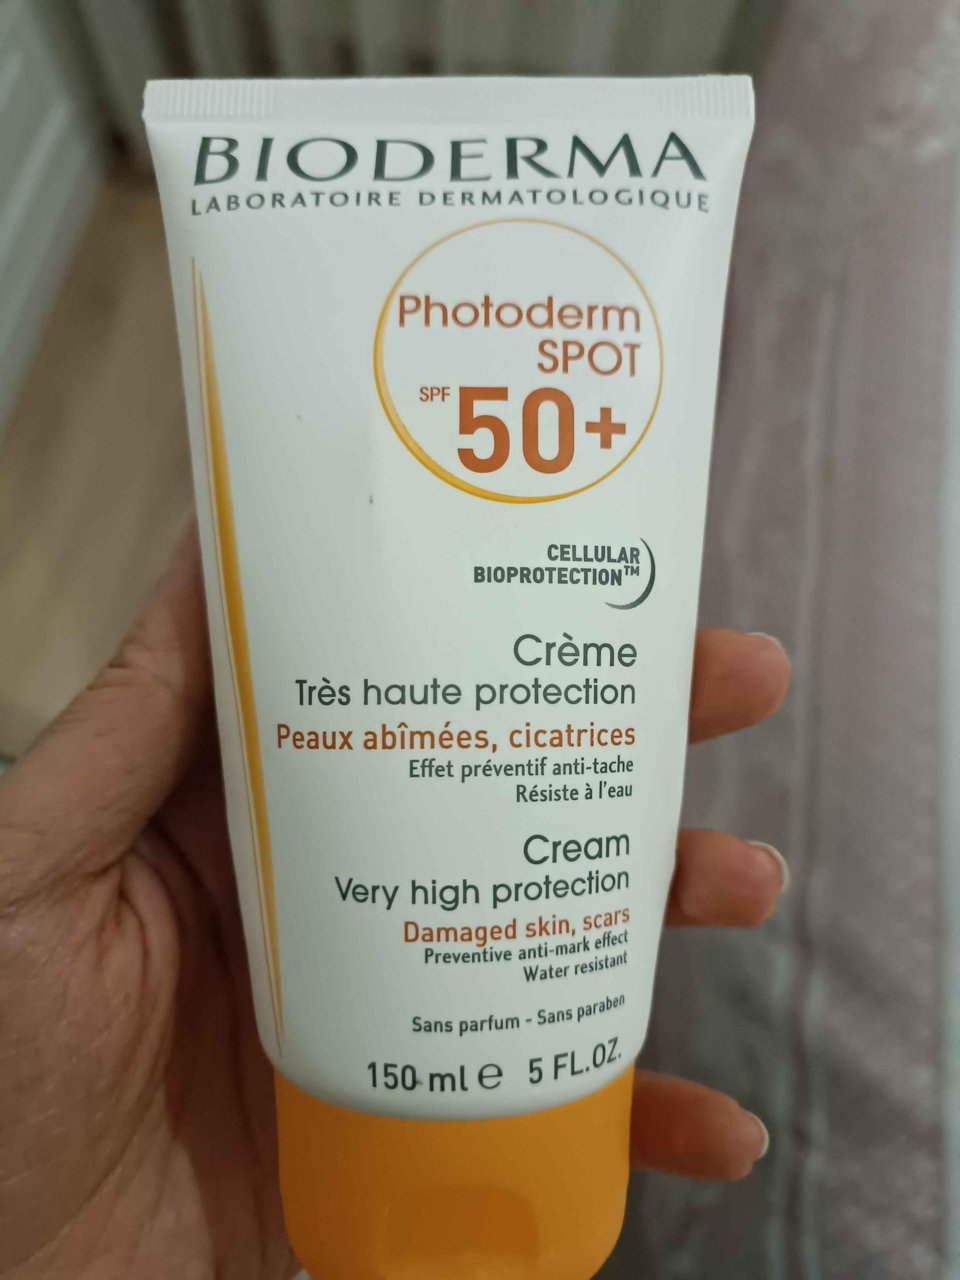 BIODERMA
LABORATOIRE DERMATOLOGIQUE
Photoderm
SPOT
SPF 50+
CELLULAR
BIOPROTECTION™
Crème
Très haute protection
Peaux abîmées, cicatrices
Effet préventif anti-tache
Résiste à l'eau
Cream
Very high protection
Damaged skin, scars
Preventive anti-mark effect
Water resistant
Sans parfum - Sans paraben
150 ml ℮ 5 FL.OZ.